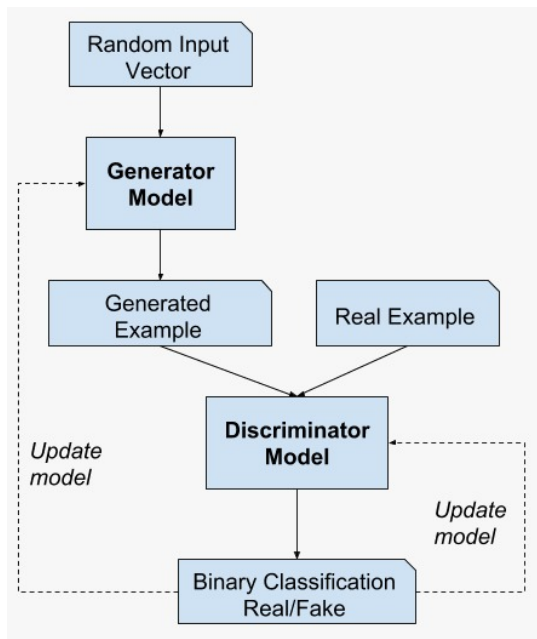 Random Input
Vector
Generator
Model
Generated
Example
Real Example
Discriminator
Model
Update
model
Update
model
Binary Classification
Real/Fake